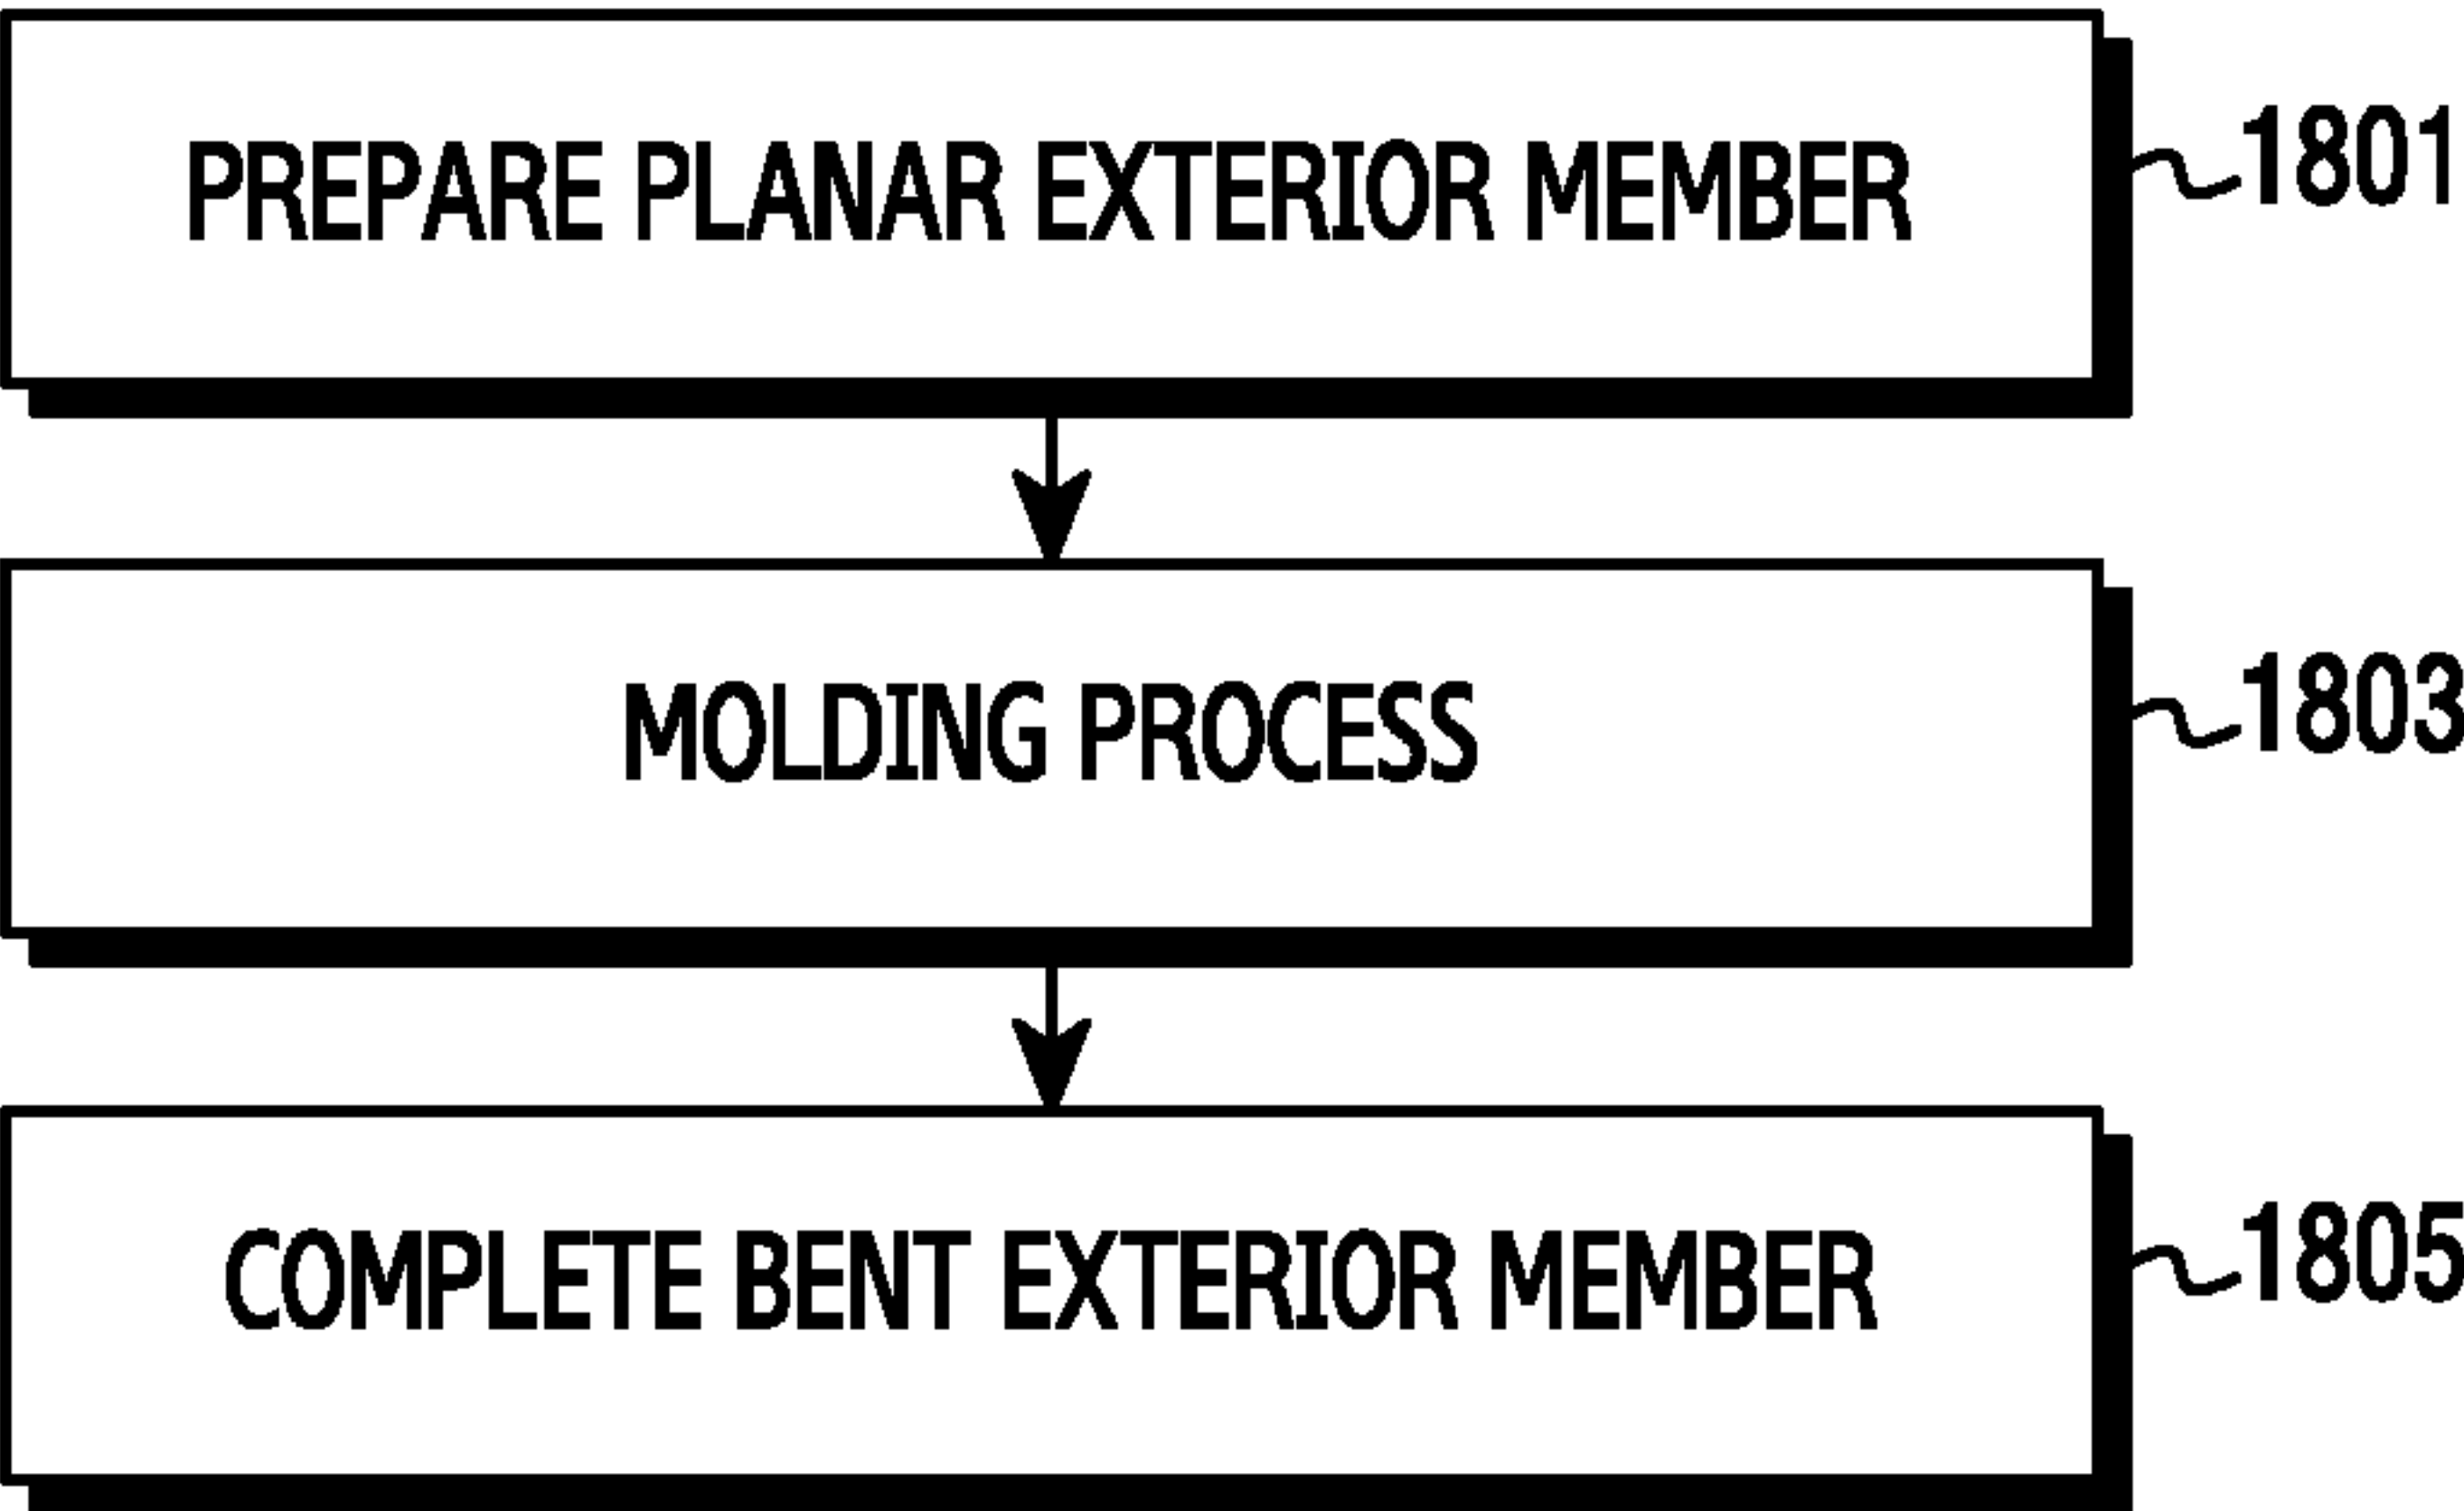 PREPARE PLANAR EXTERIOR MEMBER
1801
MOLDING PROCESS
1803
COMPLETE BENT EXTERIOR MEMBER
1805